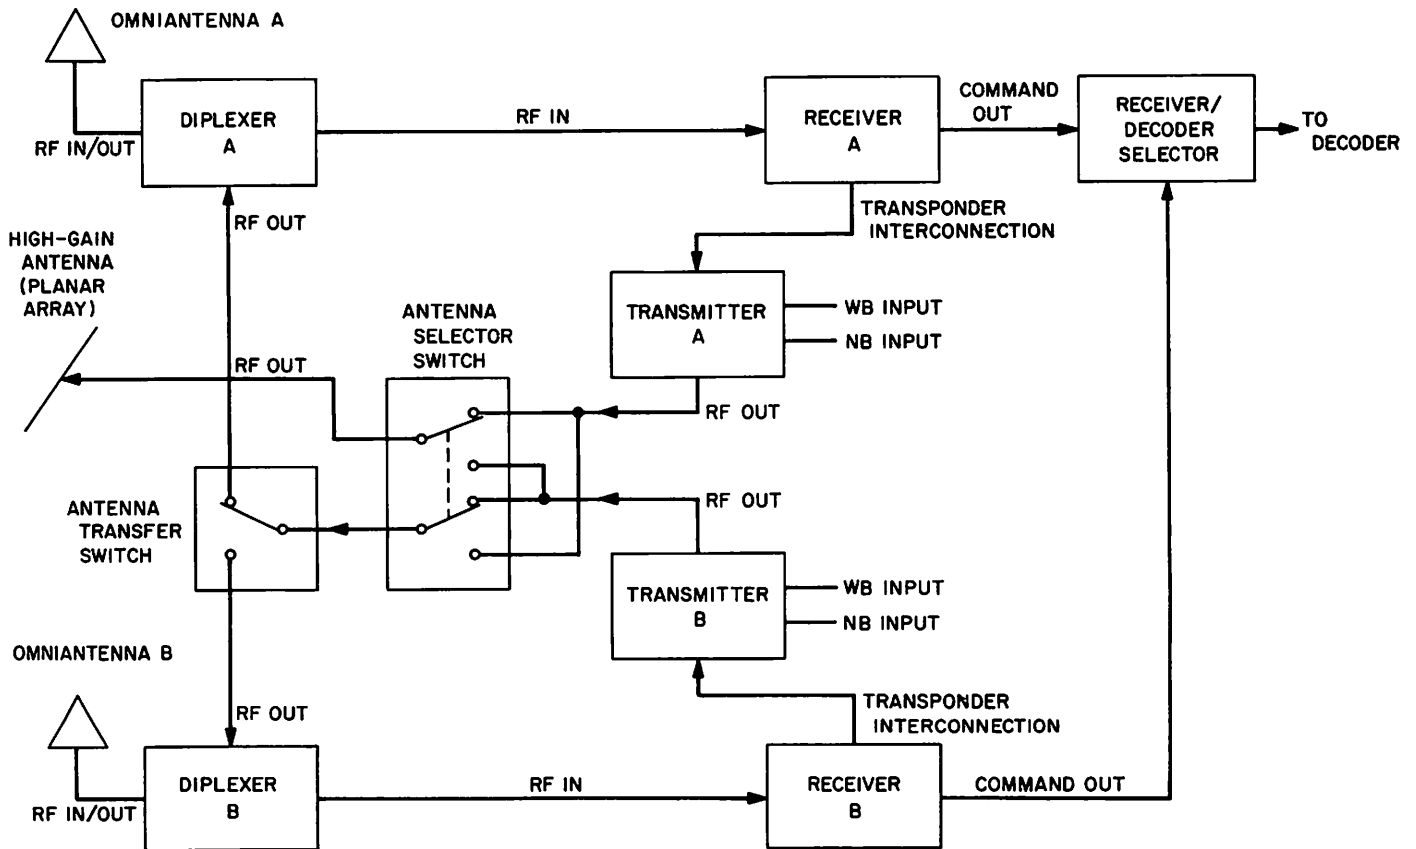 OMNIANTENNA A
DIPLEXER
A
RF IN
RECEIVER
A
COMMAND
OUT
RECEIVER/
DECODER
SELECTOR
TO
DECODER
RF IN/OUT
RF OUT
TRANSPONDER
INTERCONNECTION
HIGH-GAIN
ANTENNA
(PLANAR
ARRAY)
RF OUT
ANTENNA
SELECTOR
SWITCH
TRANSMITTER
A
WB INPUT
NB INPUT
RF OUT
ANTENNA
TRANSFER
SWITCH
RF OUT
TRANSMITTER
B
WB INPUT
NB INPUT
OMNIANTENNA B
RF OUT
TRANSPONDER
INTERCONNECTION
RF IN/OUT
DIPLEXER
B
RF IN
RECEIVER
B
COMMAND OUT